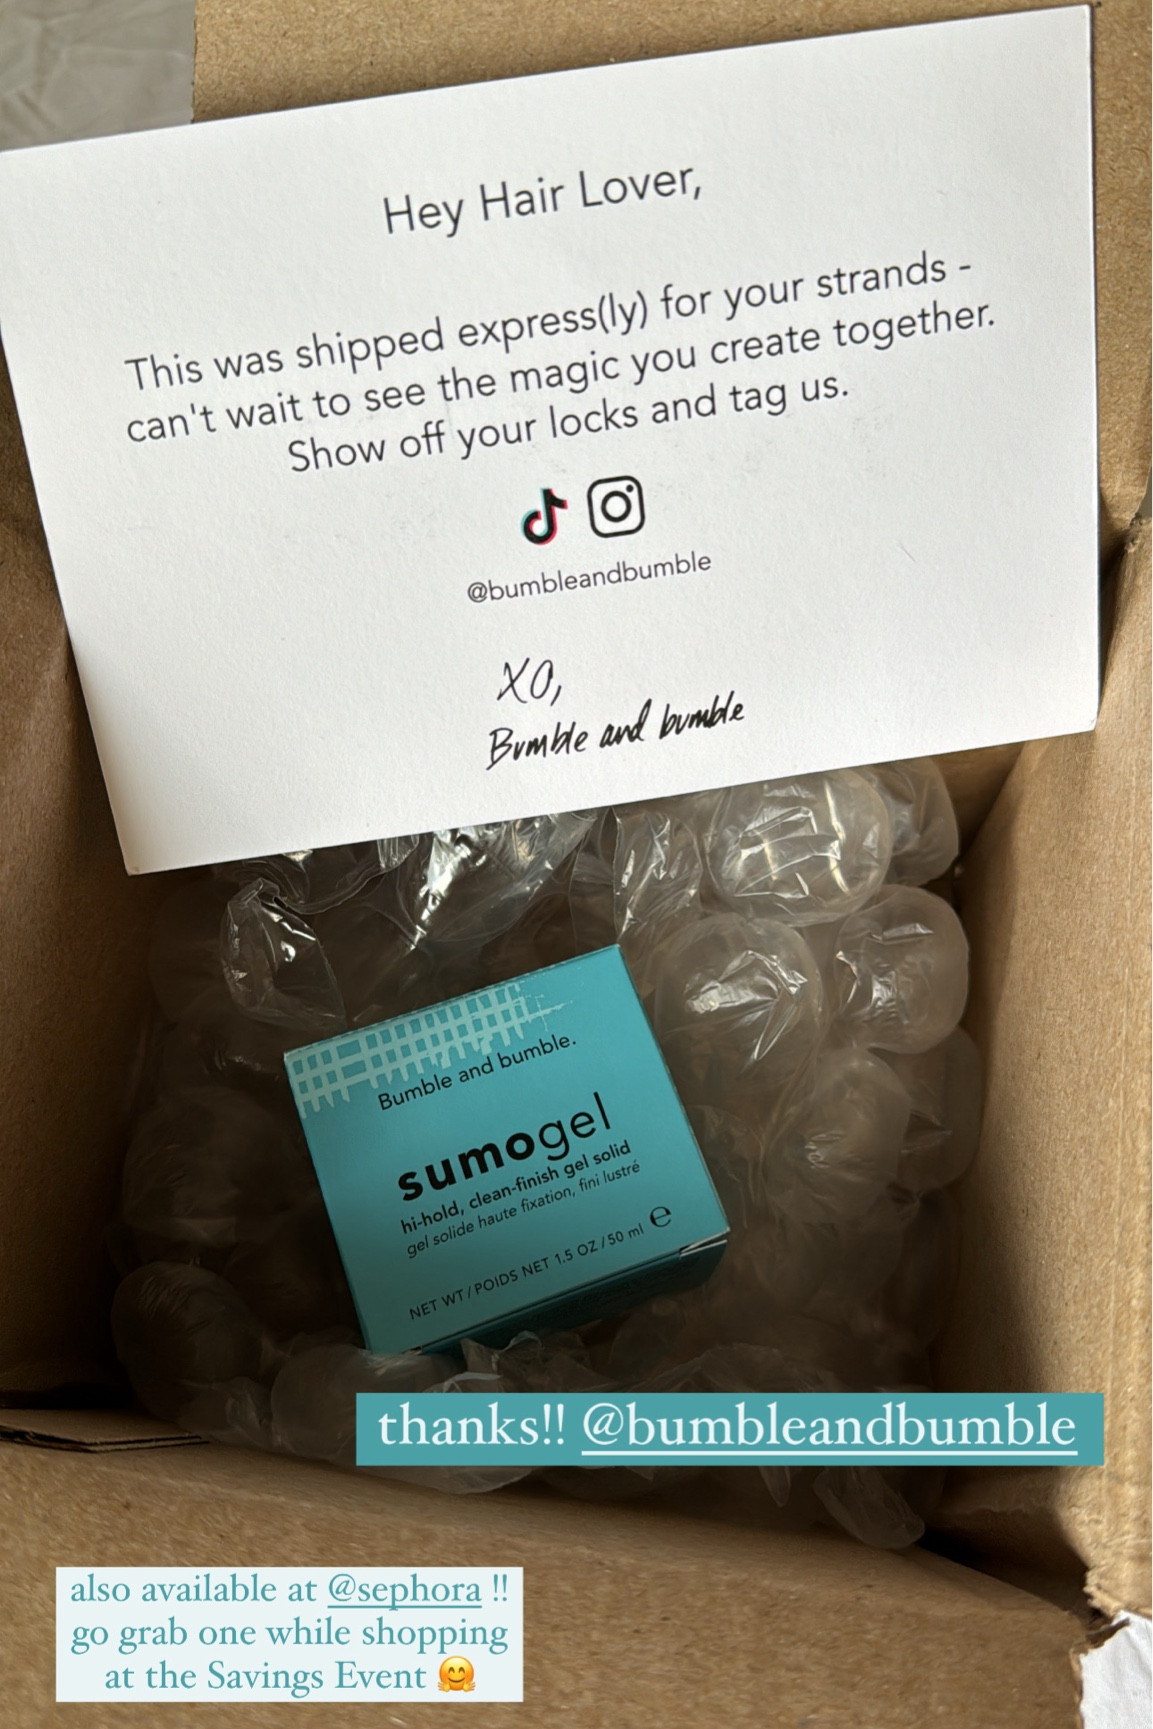 Hey Hair Lover,
This was shipped express(ly) for your strands -
can't wait to see the magic you create together.
Show off your locks and tag us.
@bumbleandbumble
XO,
Bumble and bumble
Bumble and bumble.
sumogel
hi-hold, clean-finish gel solid
gel solide haute fixation, fini lustré
NET WT / POIDS NET 1.5 OZ / 50 ml ℮
thanks!! @bumbleandbumble
also available at @sephora !!
go grab one while shopping
at the Savings Event 🤗